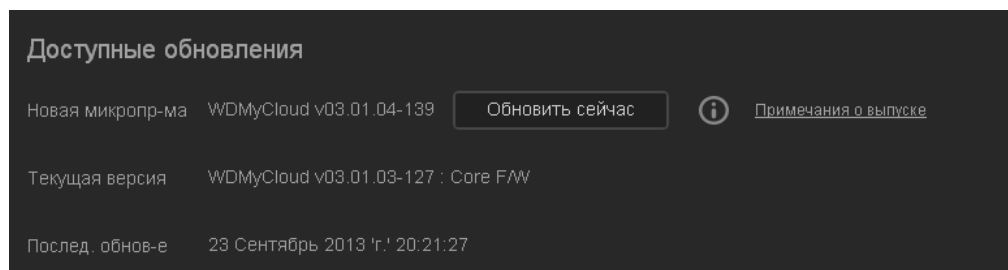 Доступные обновления
Новая микропр-ма WDMyCloud v03.01.04-139 Обновить сейчас Примечания о выпуске
Текущая версия WDMyCloud v03.01.03-127 : Core F/W
Послед. обнов-е 23 Сентябрь 2013 'г.' 20:21:27